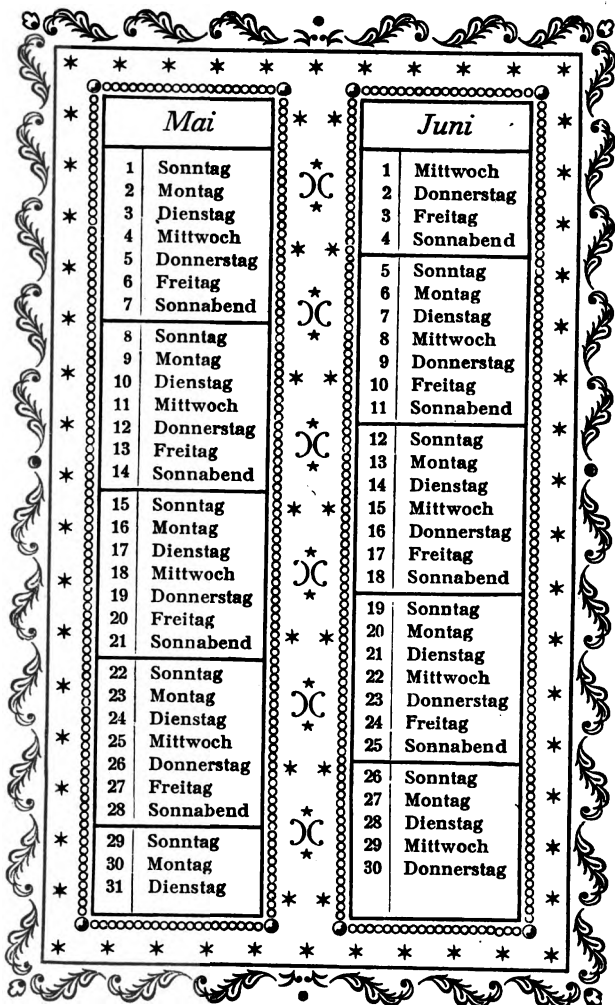 Mai
1 Sonntag
2 Montag
3 Dienstag
4 Mittwoch
5 Donnerstag
6 Freitag
7 Sonnabend
8 Sonntag
9 Montag
10 Dienstag
11 Mittwoch
12 Donnerstag
13 Freitag
14 Sonnabend
15 Sonntag
16 Montag
17 Dienstag
18 Mittwoch
19 Donnerstag
20 Freitag
21 Sonnabend
22 Sonntag
23 Montag
24 Dienstag
25 Mittwoch
26 Donnerstag
27 Freitag
28 Sonnabend
29 Sonntag
30 Montag
31 Dienstag
Juni
1 Mittwoch
2 Donnerstag
3 Freitag
4 Sonnabend
5 Sonntag
6 Montag
7 Dienstag
8 Mittwoch
9 Donnerstag
10 Freitag
11 Sonnabend
12 Sonntag
13 Montag
14 Dienstag
15 Mittwoch
16 Donnerstag
17 Freitag
18 Sonnabend
19 Sonntag
20 Montag
21 Dienstag
22 Mittwoch
23 Donnerstag
24 Freitag
25 Sonnabend
26 Sonntag
27 Montag
28 Dienstag
29 Mittwoch
30 Donnerstag